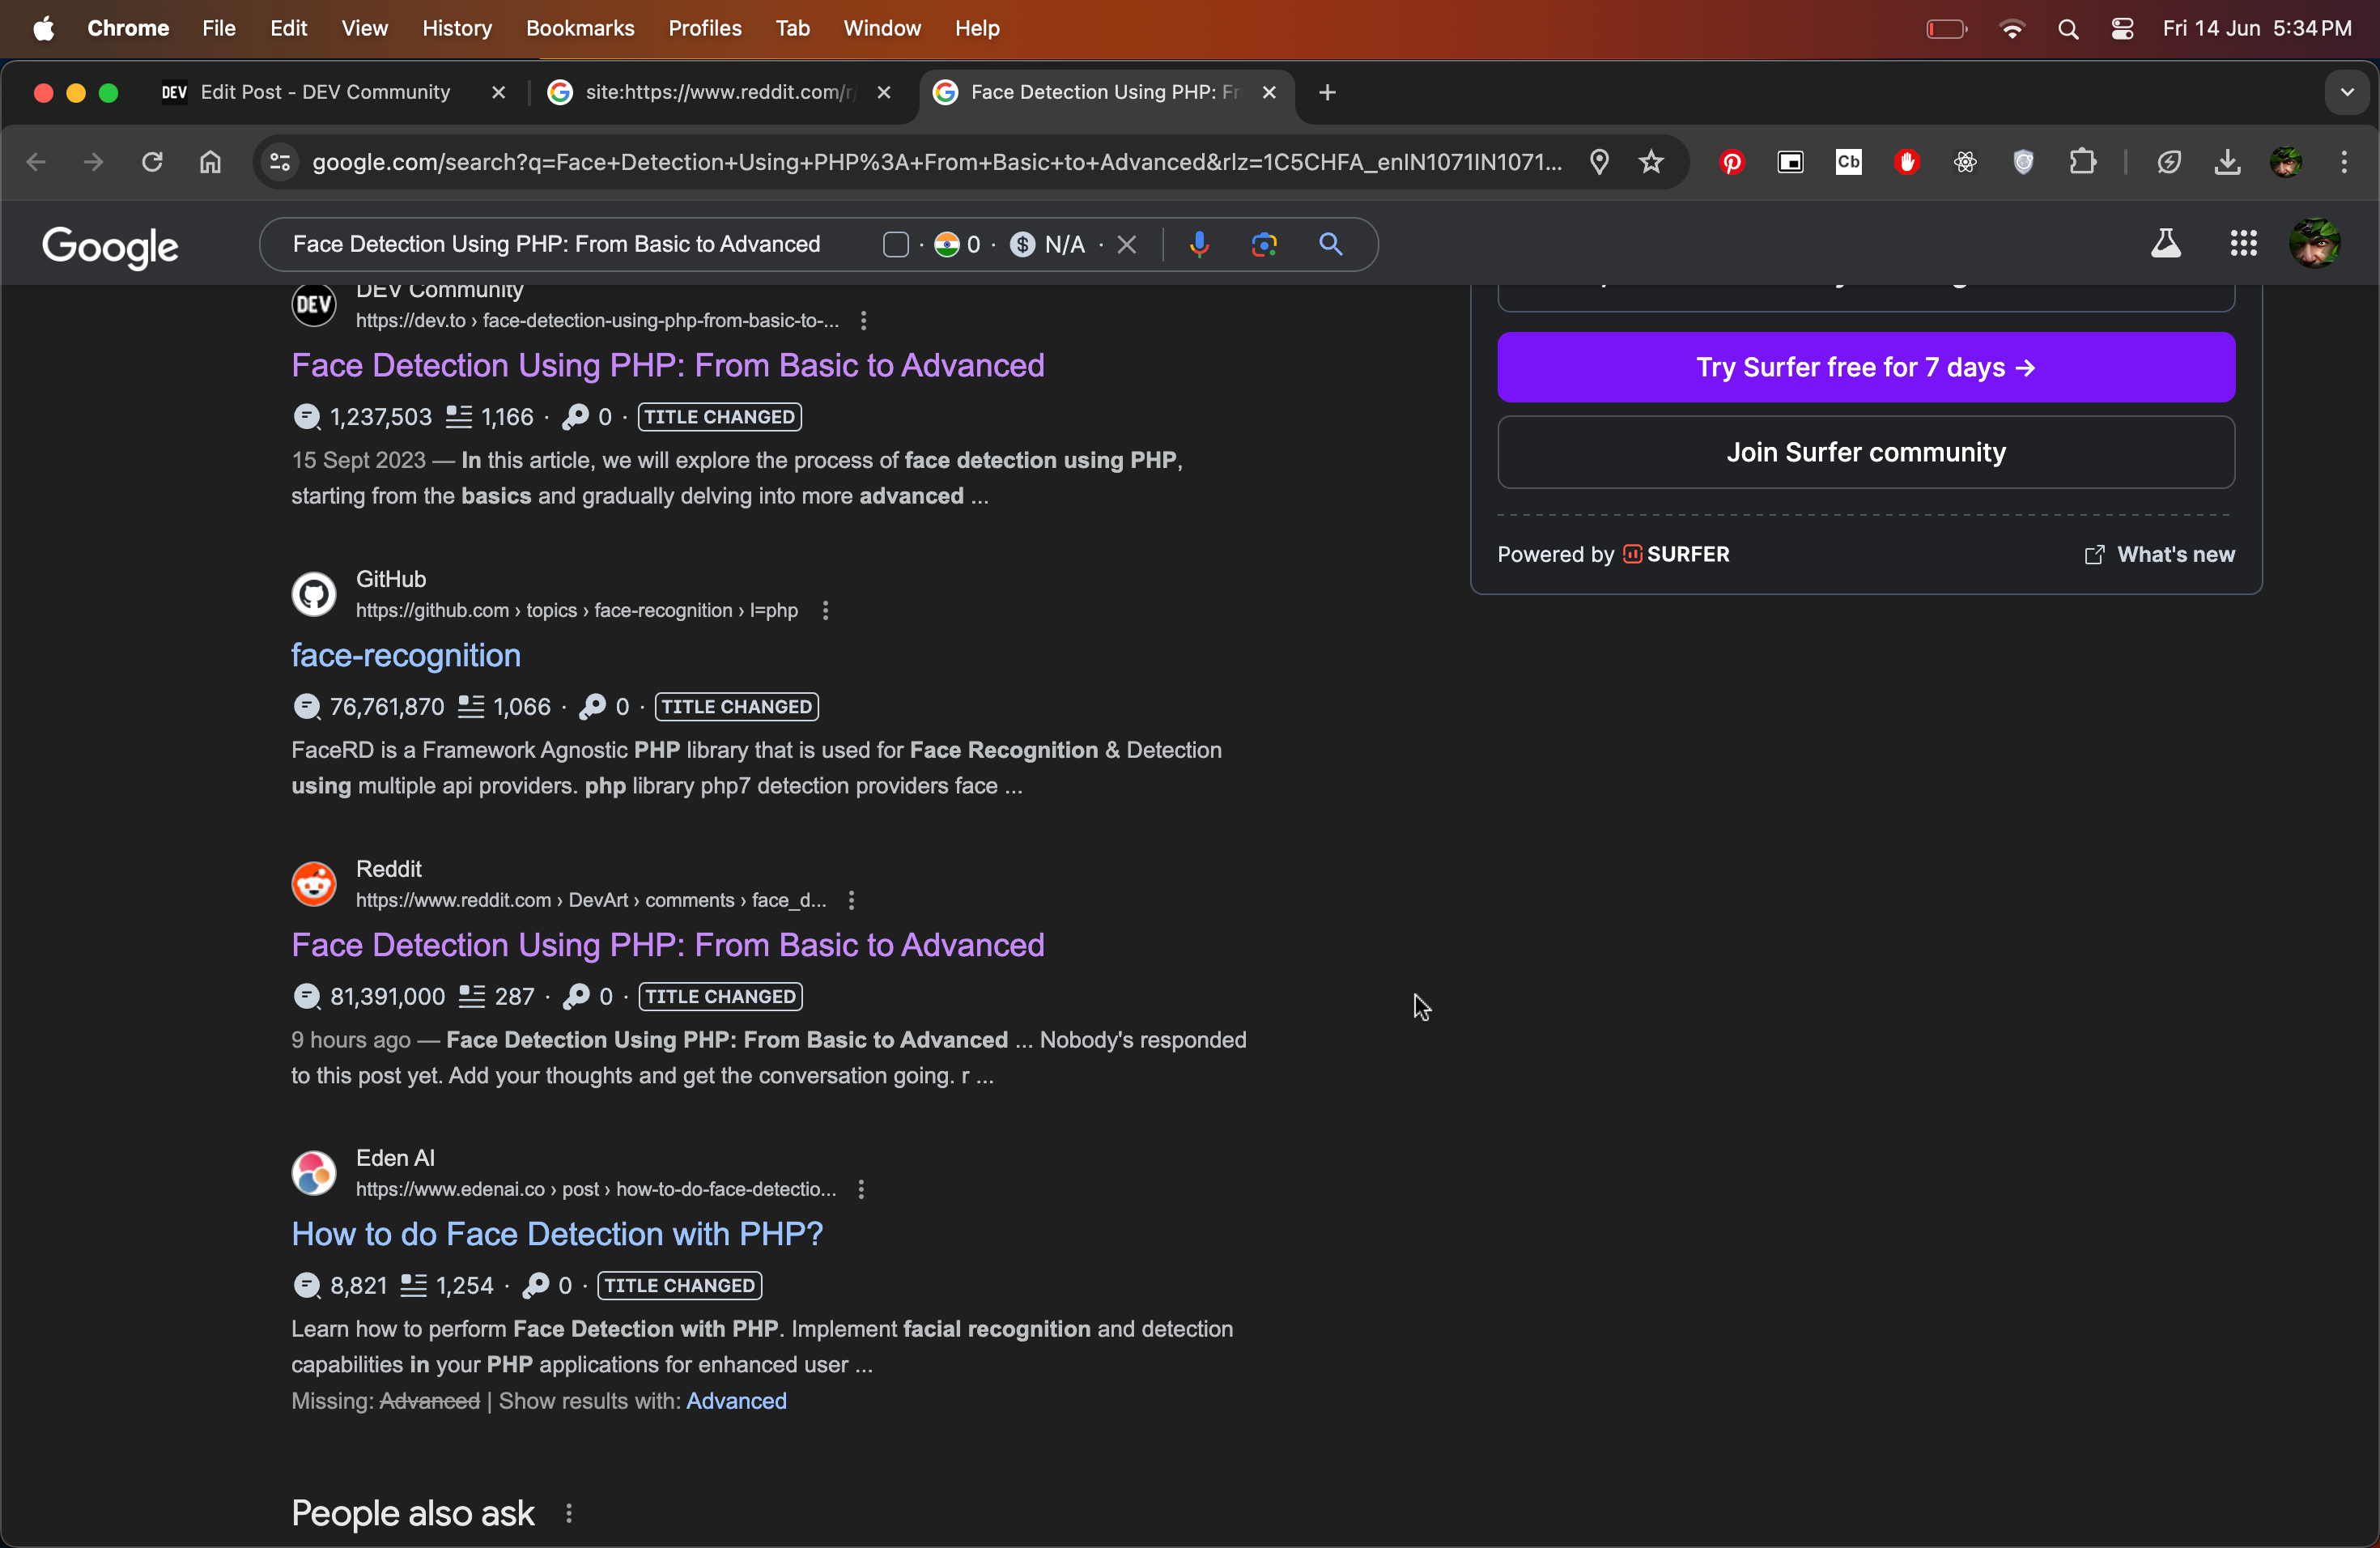 Chrome File Edit View History Bookmarks Profiles Tab Window Help Fri 14 Jun 5:34 PM
DEV Edit Post - DEV Community site:https://www.reddit.com/r/ Face Detection Using PHP: Fr
google.com/search?q=Face+Detection+Using+PHP%3A+From+Basic+to+Advanced&rlz=1C5CHFA_enIN1071IN1071... Cb
Google Face Detection Using PHP: From Basic to Advanced · 0 · $ N/A ·
DEV DEV Community
https://dev.to › face-detection-using-php-from-basic-to-...
Face Detection Using PHP: From Basic to Advanced
1,237,503 1,166 · 0 · TITLE CHANGED
15 Sept 2023 — In this article, we will explore the process of face detection using PHP,
starting from the basics and gradually delving into more advanced ...
GitHub
https://github.com › topics › face-recognition › l=php
face-recognition
76,761,870 1,066 · 0 · TITLE CHANGED
FaceRD is a Framework Agnostic PHP library that is used for Face Recognition & Detection
using multiple api providers. php library php7 detection providers face ...
Reddit
https://www.reddit.com › DevArt › comments › face_d...
Face Detection Using PHP: From Basic to Advanced
81,391,000 287 · 0 · TITLE CHANGED
9 hours ago — Face Detection Using PHP: From Basic to Advanced ... Nobody's responded
to this post yet. Add your thoughts and get the conversation going. r ...
Eden AI
https://www.edenai.co › post › how-to-do-face-detectio...
How to do Face Detection with PHP?
8,821 1,254 · 0 · TITLE CHANGED
Learn how to perform Face Detection with PHP. Implement facial recognition and detection
capabilities in your PHP applications for enhanced user ...
Missing: Advanced | Show results with: Advanced
People also ask
Try Surfer free for 7 days →
Join Surfer community
Powered by SURFER What's new